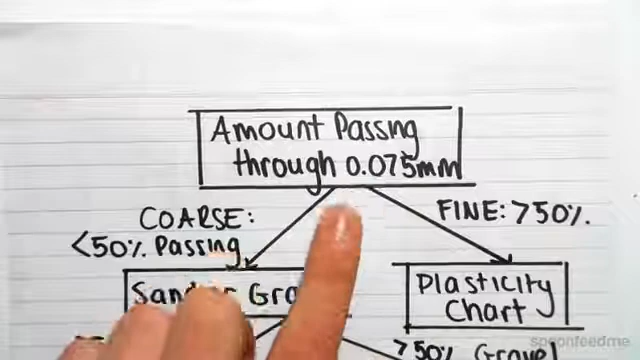 Amount Passing
through 0.075mm
COARSE:
<50% Passing
FINE: >50%.
Plasticity
Chart
>50% Gravel
spoonfeedme